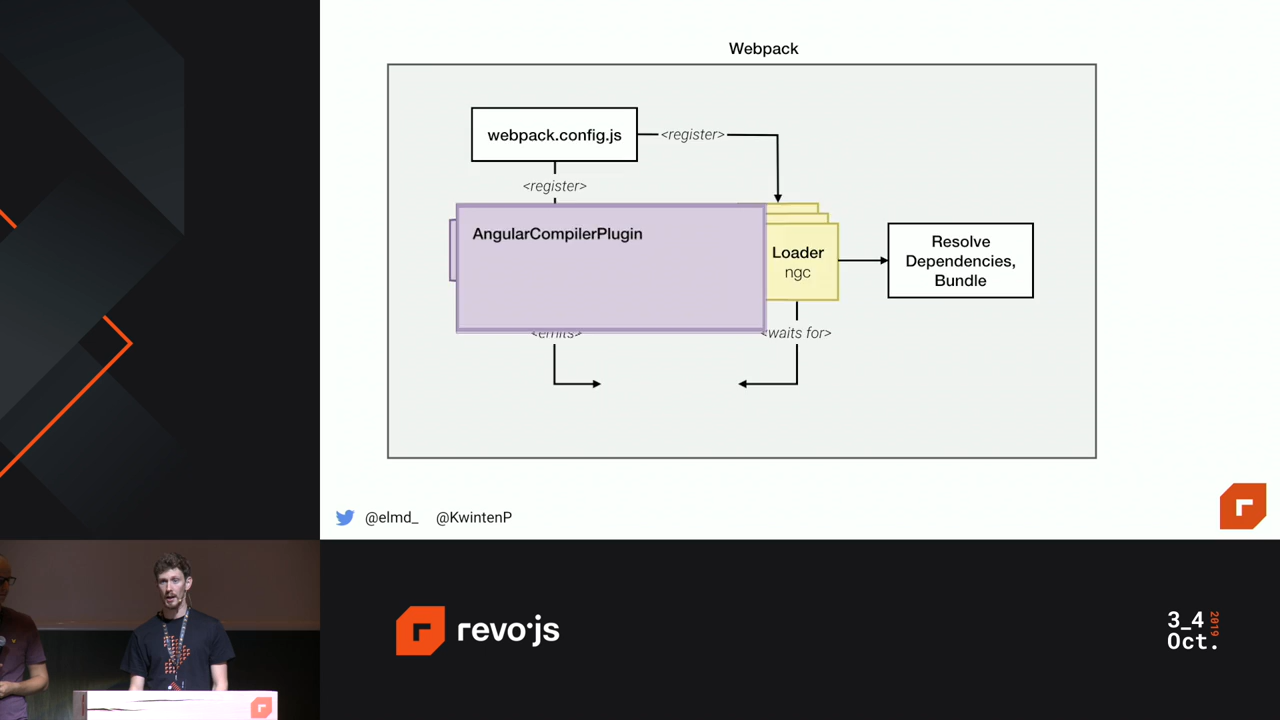 Webpack
webpack.config.js
<register>
<register>
AngularCompilerPlugin
Loader
ngc
Resolve
Dependencies,
Bundle
<emits>
<waits for>
@elmd_ @KwintenP
revo·js
3_4
Oct.
2019